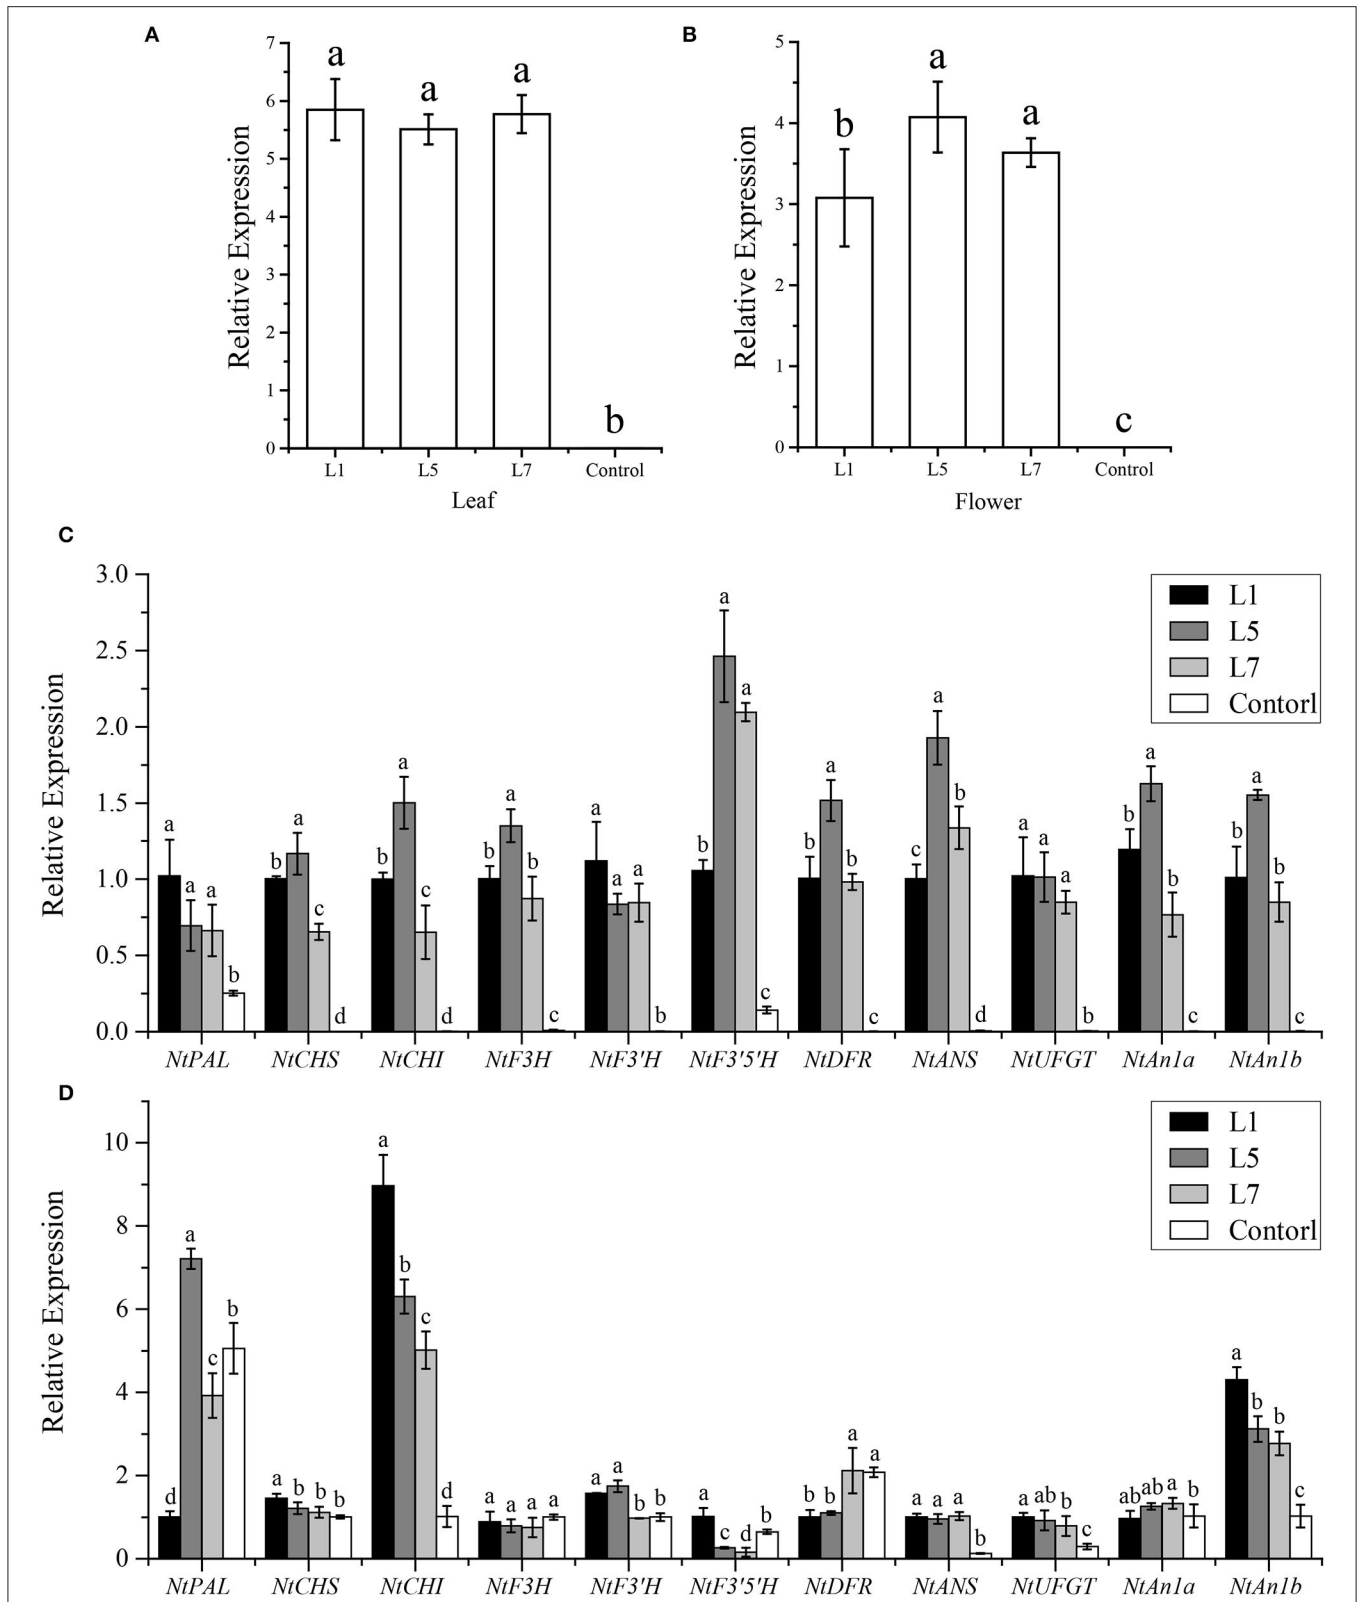 A
7
6
5
4
3
2
1
0
Relative Expression
a a a b
L1 L5 L7 Control
Leaf
B
5
4
3
2
1
0
Relative Expression
b a a c
L1 L5 L7 Control
Flower
C
3.0
2.5
2.0
1.5
1.0
0.5
0.0
Relative Expression
a a a b
b a c d
b a c d
b a b c
a a a b
b a a c
b a b c
c a b d
a a a b
b a b c
b a b c
NtPAL NtCHS NtCHI NtF3H NtF3'H NtF3'5'H NtDFR NtANS NtUFGT NtAn1a NtAn1b
L1
L5
L7
Contorl
D
10
8
6
4
2
0
Relative Expression
d a c b
a b b b
a b c d
a a a a
a a b b
a c d b
b b a a
a a a b
a ab b c
ab ab a b
a b b c
NtPAL NtCHS NtCHI NtF3H NtF3'H NtF3'5'H NtDFR NtANS NtUFGT NtAn1a NtAn1b
L1
L5
L7
Contorl